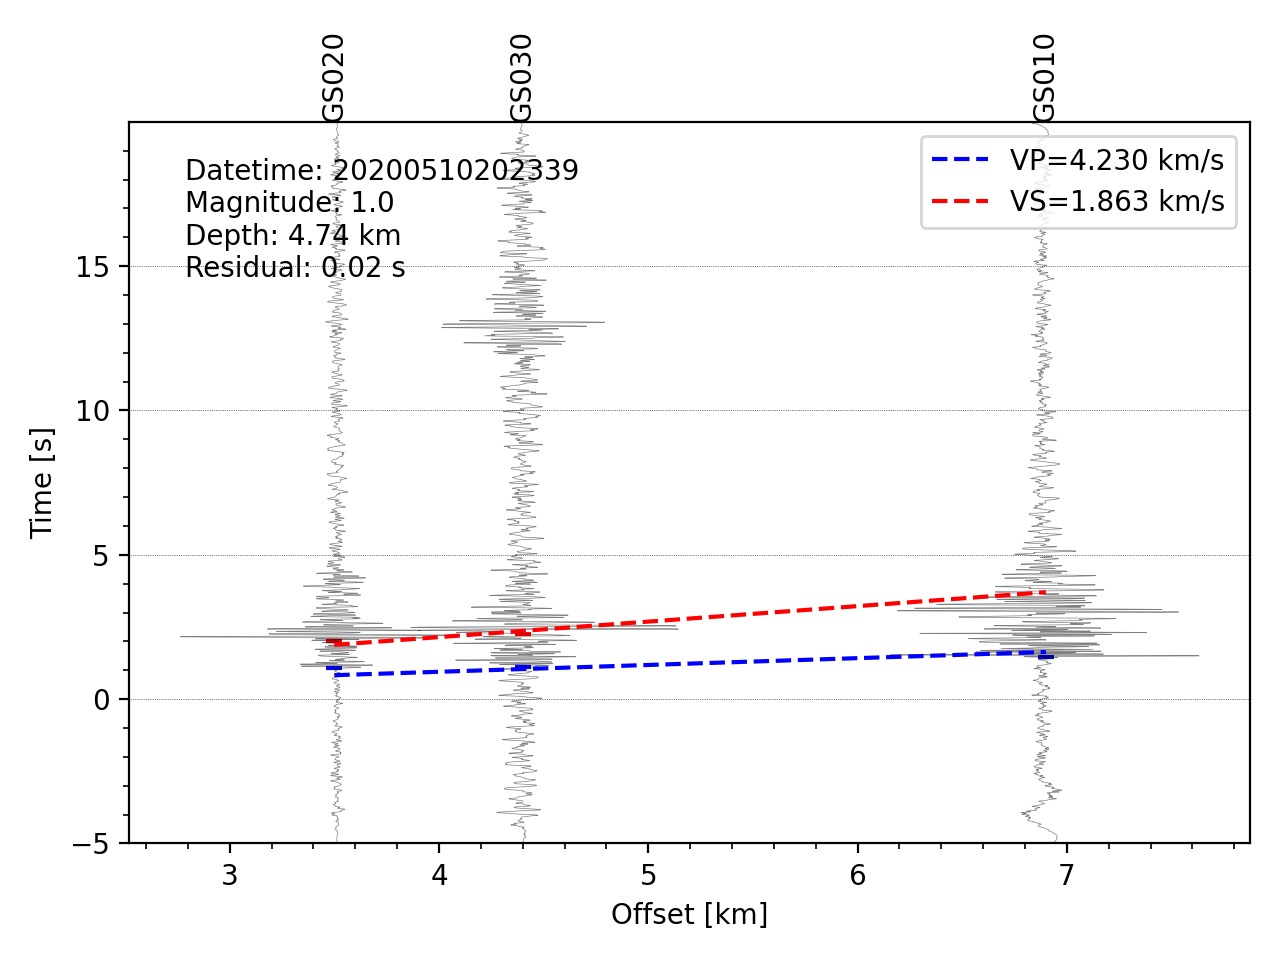 GS020
GS030
GS010
Datetime: 20200510202339
Magnitude: 1.0
Depth: 4.74 km
Residual: 0.02 s
VP=4.230 km/s
VS=1.863 km/s
15
10
5
0
−5
Time [s]
3 4 5 6 7
Offset [km]